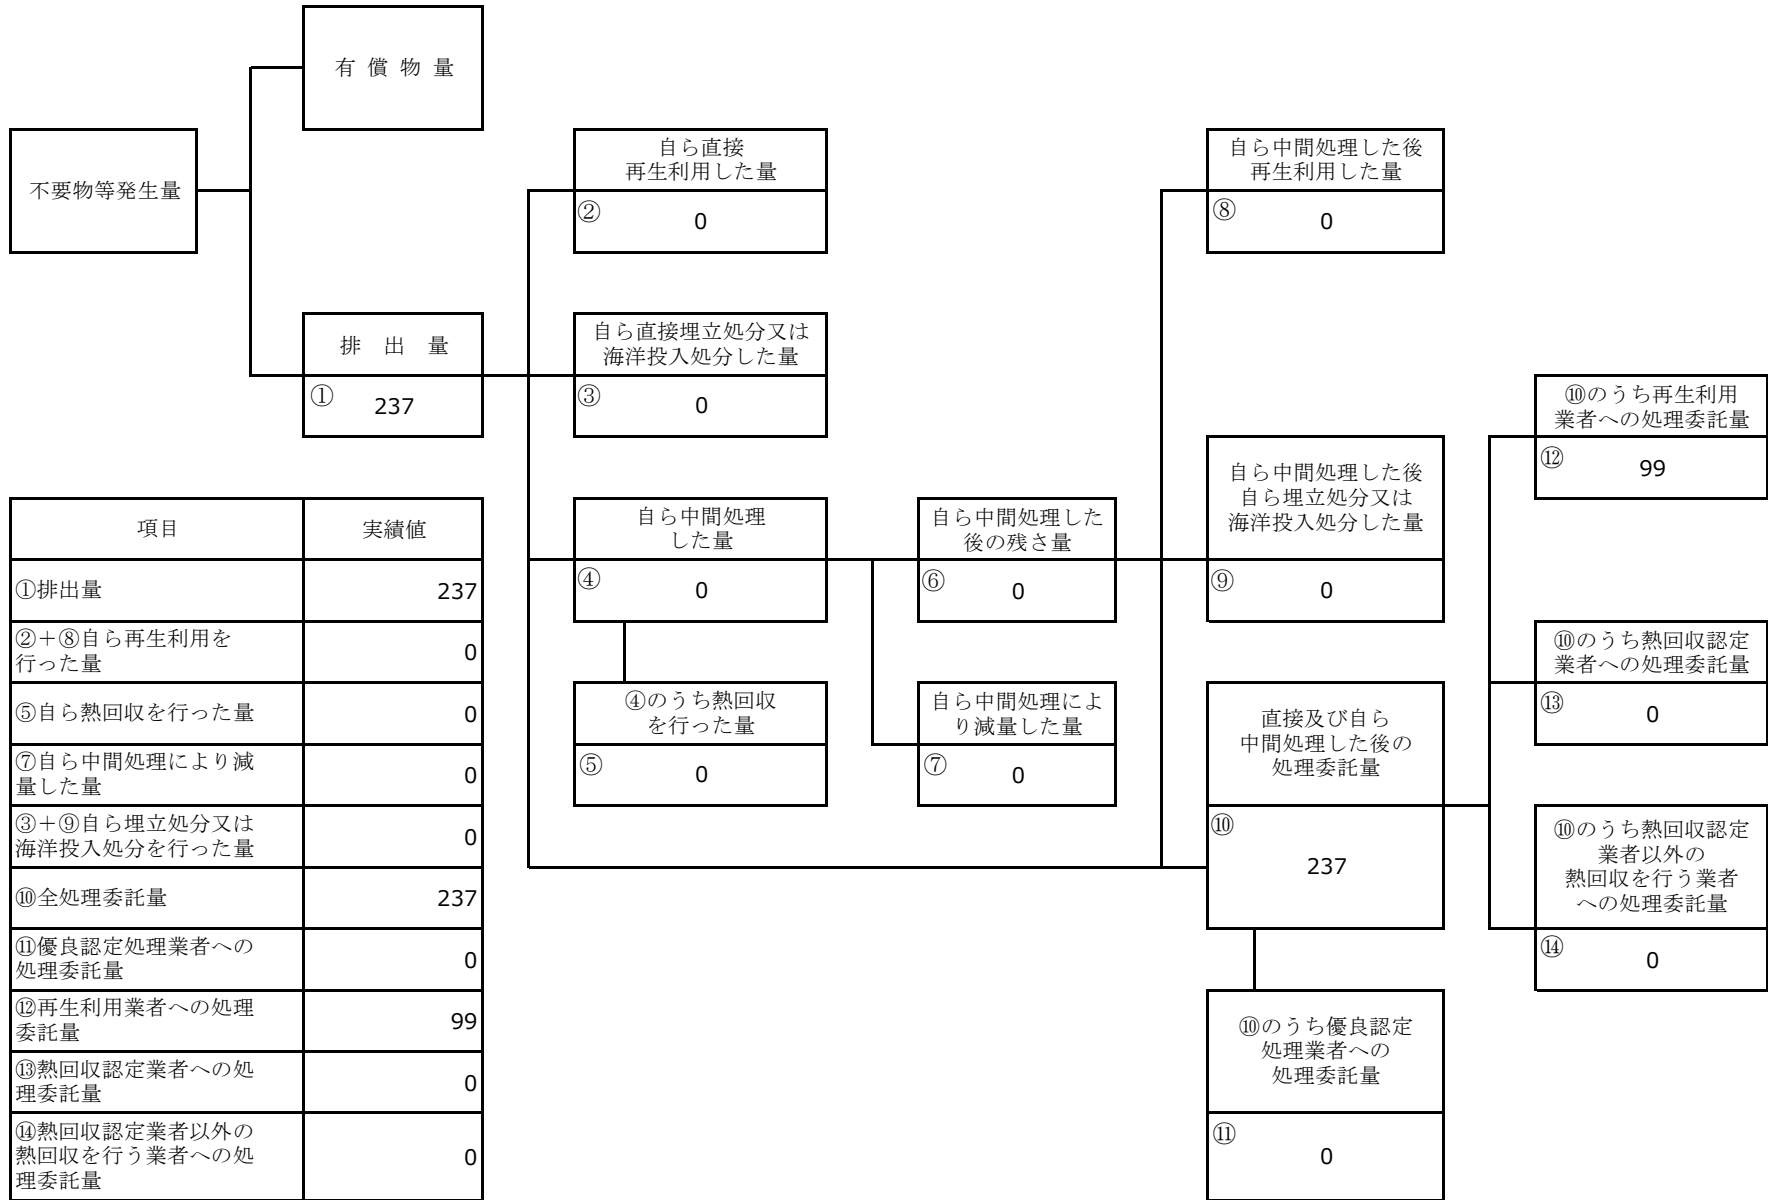 有 償 物 量
不要物等発生量
自ら直接
再生利用した量
② 0
自ら中間処理した後
再生利用した量
⑧ 0
排 出 量
① 237
自ら直接埋立処分又は
海洋投入処分した量
③ 0
⑩のうち再生利用
業者への処理委託量
⑫ 99
自ら中間処理
した量
④ 0
自ら中間処理した
後の残さ量
⑥ 0
自ら中間処理した後
自ら埋立処分又は
海洋投入処分した量
⑨ 0
⑩のうち熱回収認定
業者への処理委託量
⑬ 0
④のうち熱回収
を行った量
⑤ 0
自ら中間処理によ
り減量した量
⑦ 0
直接及び自ら
中間処理した後の
処理委託量
⑩
237
⑩のうち熱回収認定
業者以外の
熱回収を行う業者
への処理委託量
⑭ 0
⑩のうち優良認定
処理業者への
処理委託量
⑪
0
項目 実績値
①排出量 237
②+⑧自ら再生利用を
行った量 0
⑤自ら熱回収を行った量 0
⑦自ら中間処理により減
量した量 0
③+⑨自ら埋立処分又は
海洋投入処分を行った量 0
⑩全処理委託量 237
⑪優良認定処理業者への
処理委託量 0
⑫再生利用業者への処理
委託量 99
⑬熱回収認定業者への処
理委託量 0
⑭熱回収認定業者以外の
熱回収を行う業者への処 0
理委託量